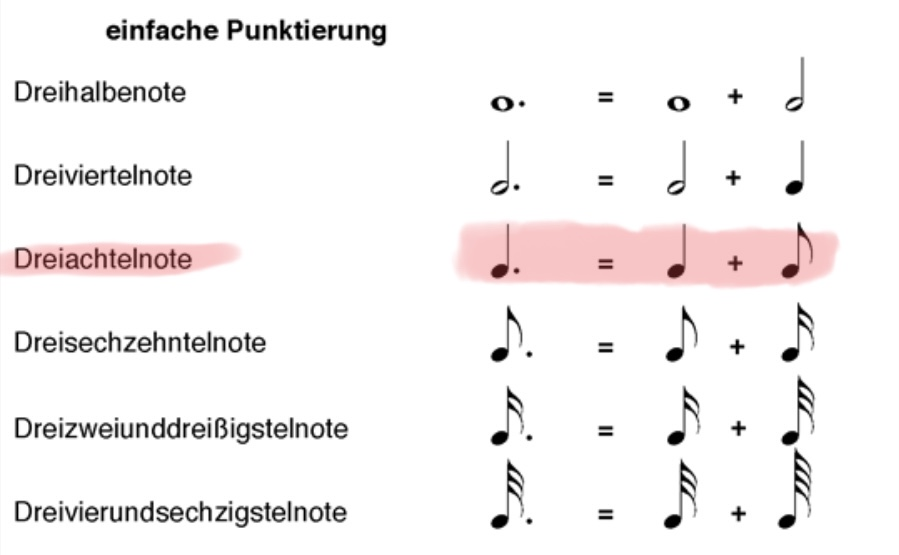 einfache Punktierung
Dreihalbenote = +
Dreiviertelnote = +
Dreiachtelnote = +
Dreisechzehntelnote = +
Dreizweiunddreißigstelnote = +
Dreivierundsechzigstelnote = +